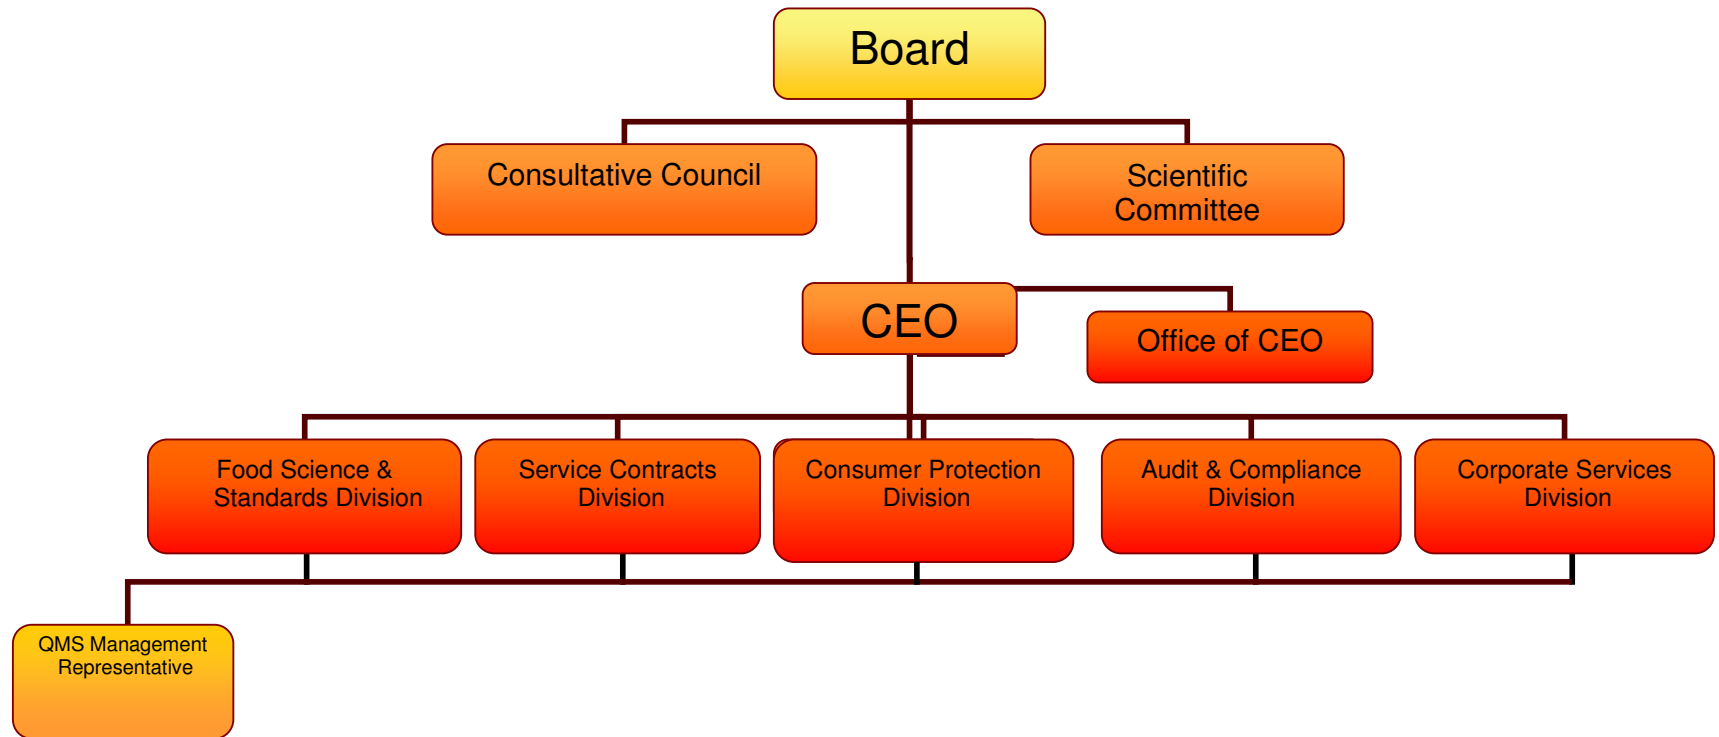 Board
Consultative Council
Scientific
Committee
CEO
Office of CEO
Food Science &
Standards Division
Service Contracts
Division
Consumer Protection
Division
Audit & Compliance
Division
Corporate Services
Division
QMS Management
Representative